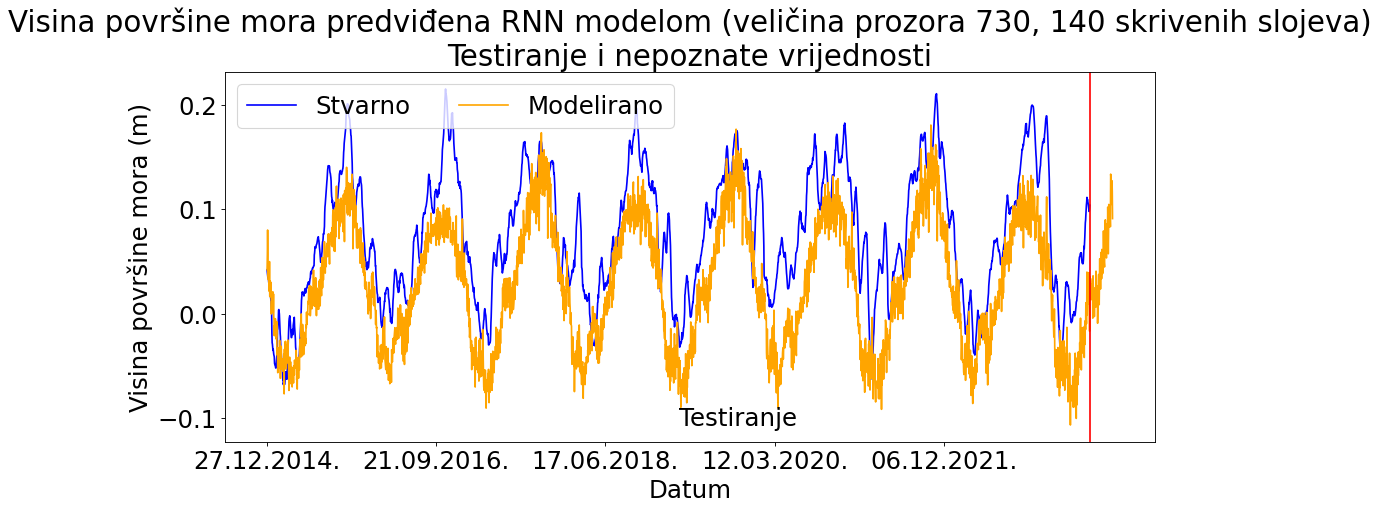 Visina površine mora predviđena RNN modelom (veličina prozora 730, 140 skrivenih slojeva)
Testiranje i nepoznate vrijednosti
Stvarno Modelirano
Visina površine mora (m)
0.2
0.1
0.0
−0.1
Testiranje
27.12.2014. 21.09.2016. 17.06.2018. 12.03.2020. 06.12.2021.
Datum